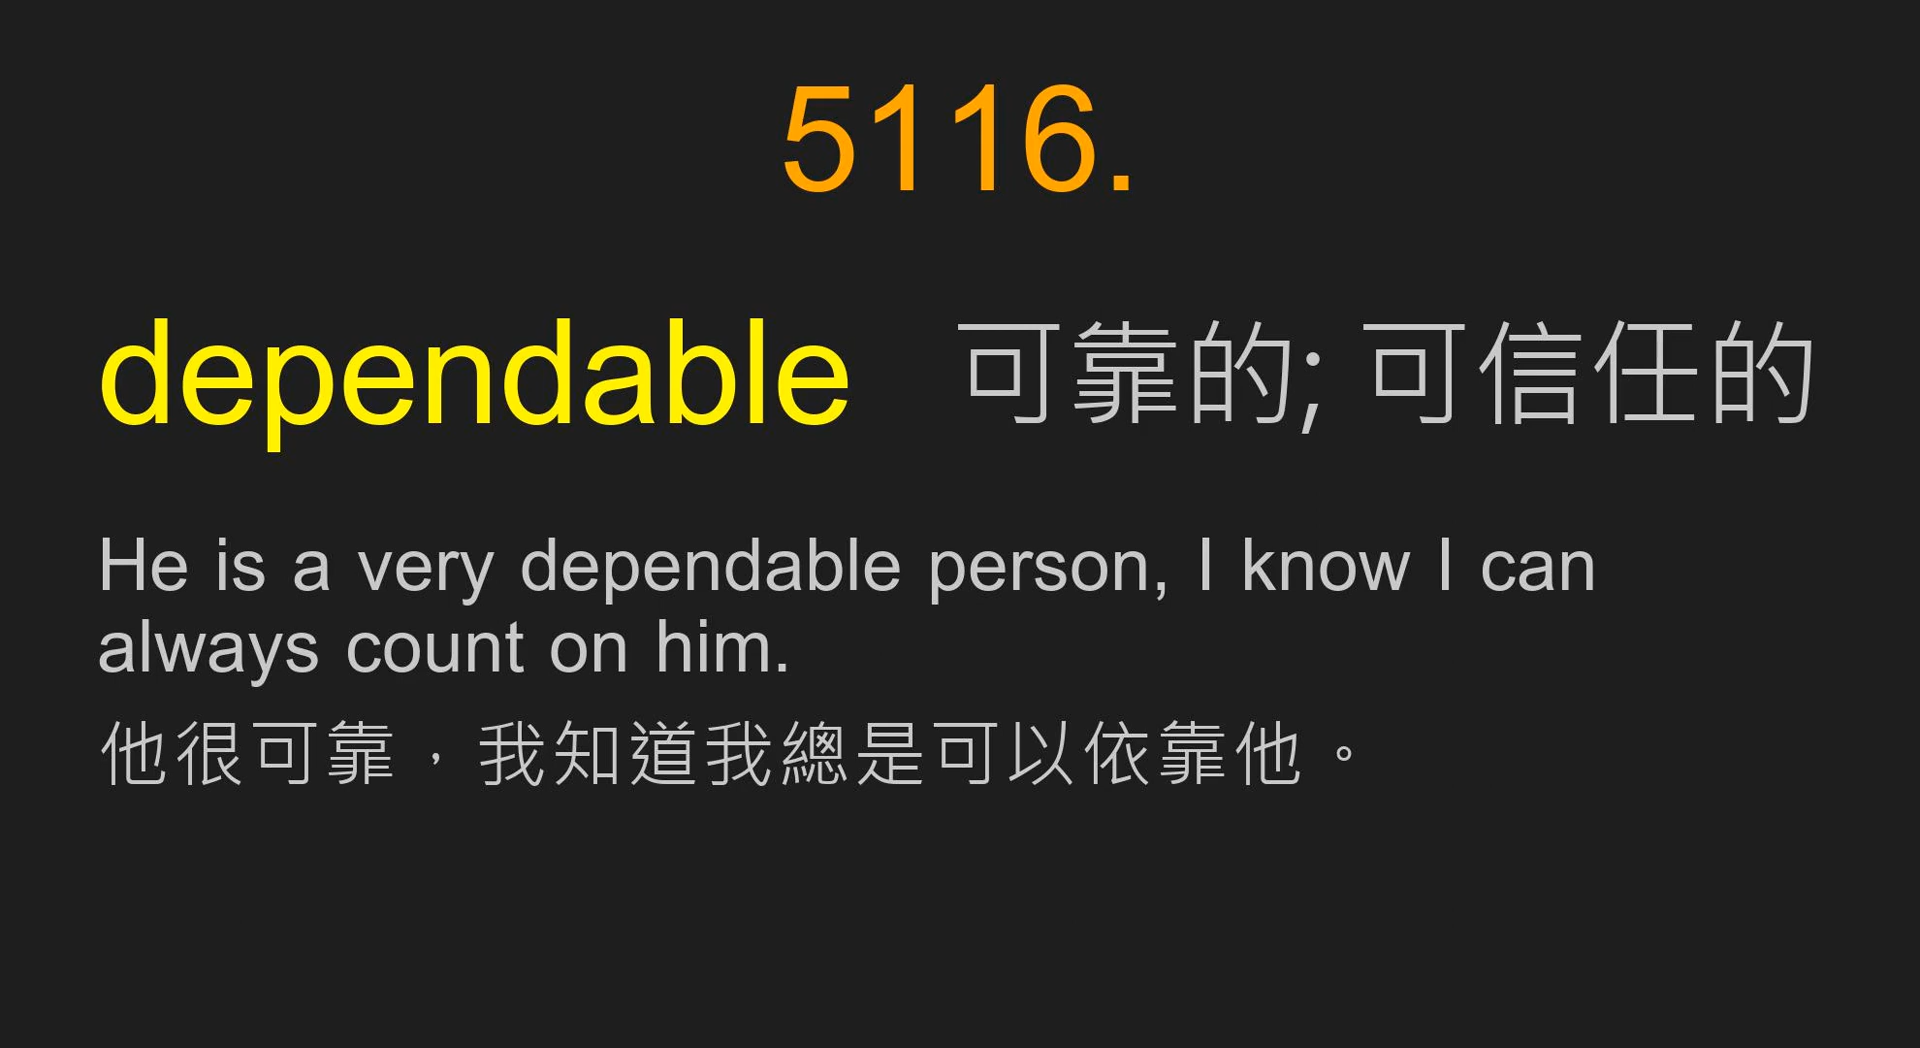 5116.
dependable 可靠的; 可信任的
He is a very dependable person, I know I can
always count on him.
他很可靠，我知道我總是可以依靠他。